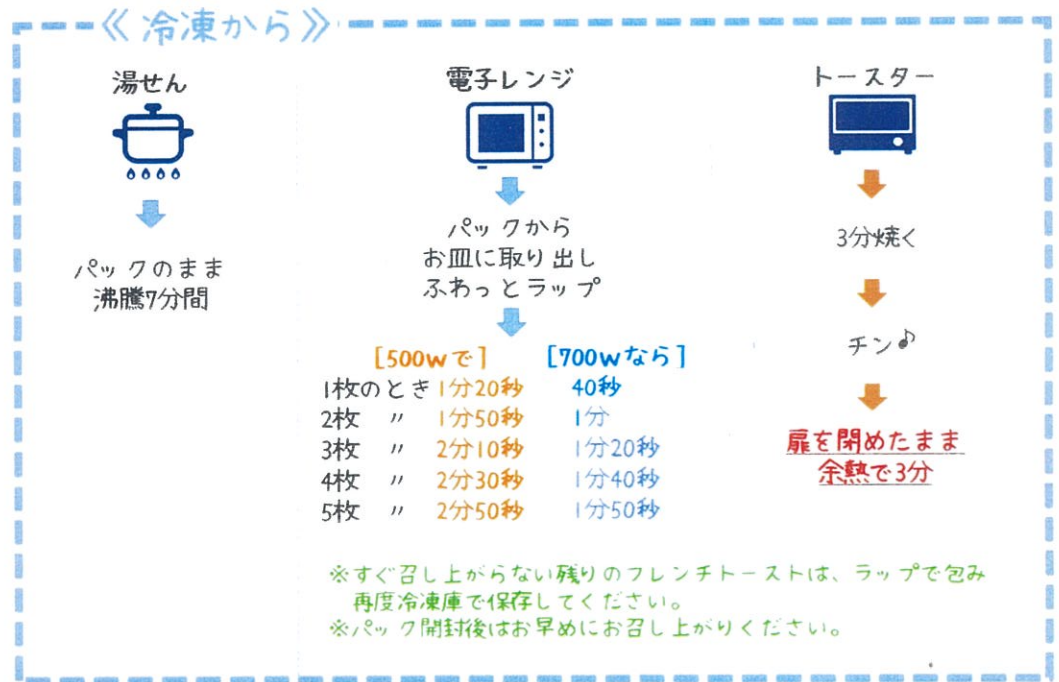 ≪冷凍から≫
湯せん
パックのまま
沸騰7分間
電子レンジ
パックから
お皿に取り出し
ふわっとラップ
[500wで] [700wなら]
1枚のとき 1分20秒 40秒
2枚 〃 1分50秒 1分
3枚 〃 2分10秒 1分20秒
4枚 〃 2分30秒 1分40秒
5枚 〃 2分50秒 1分50秒
トースター
3分焼く
チン♪
扉を閉めたまま
余熱で3分
※すぐ召し上がらない残りのフレンチトーストは、ラップで包み
再度冷凍庫で保存してください。
※パック開封後はお早めにお召し上がりください。